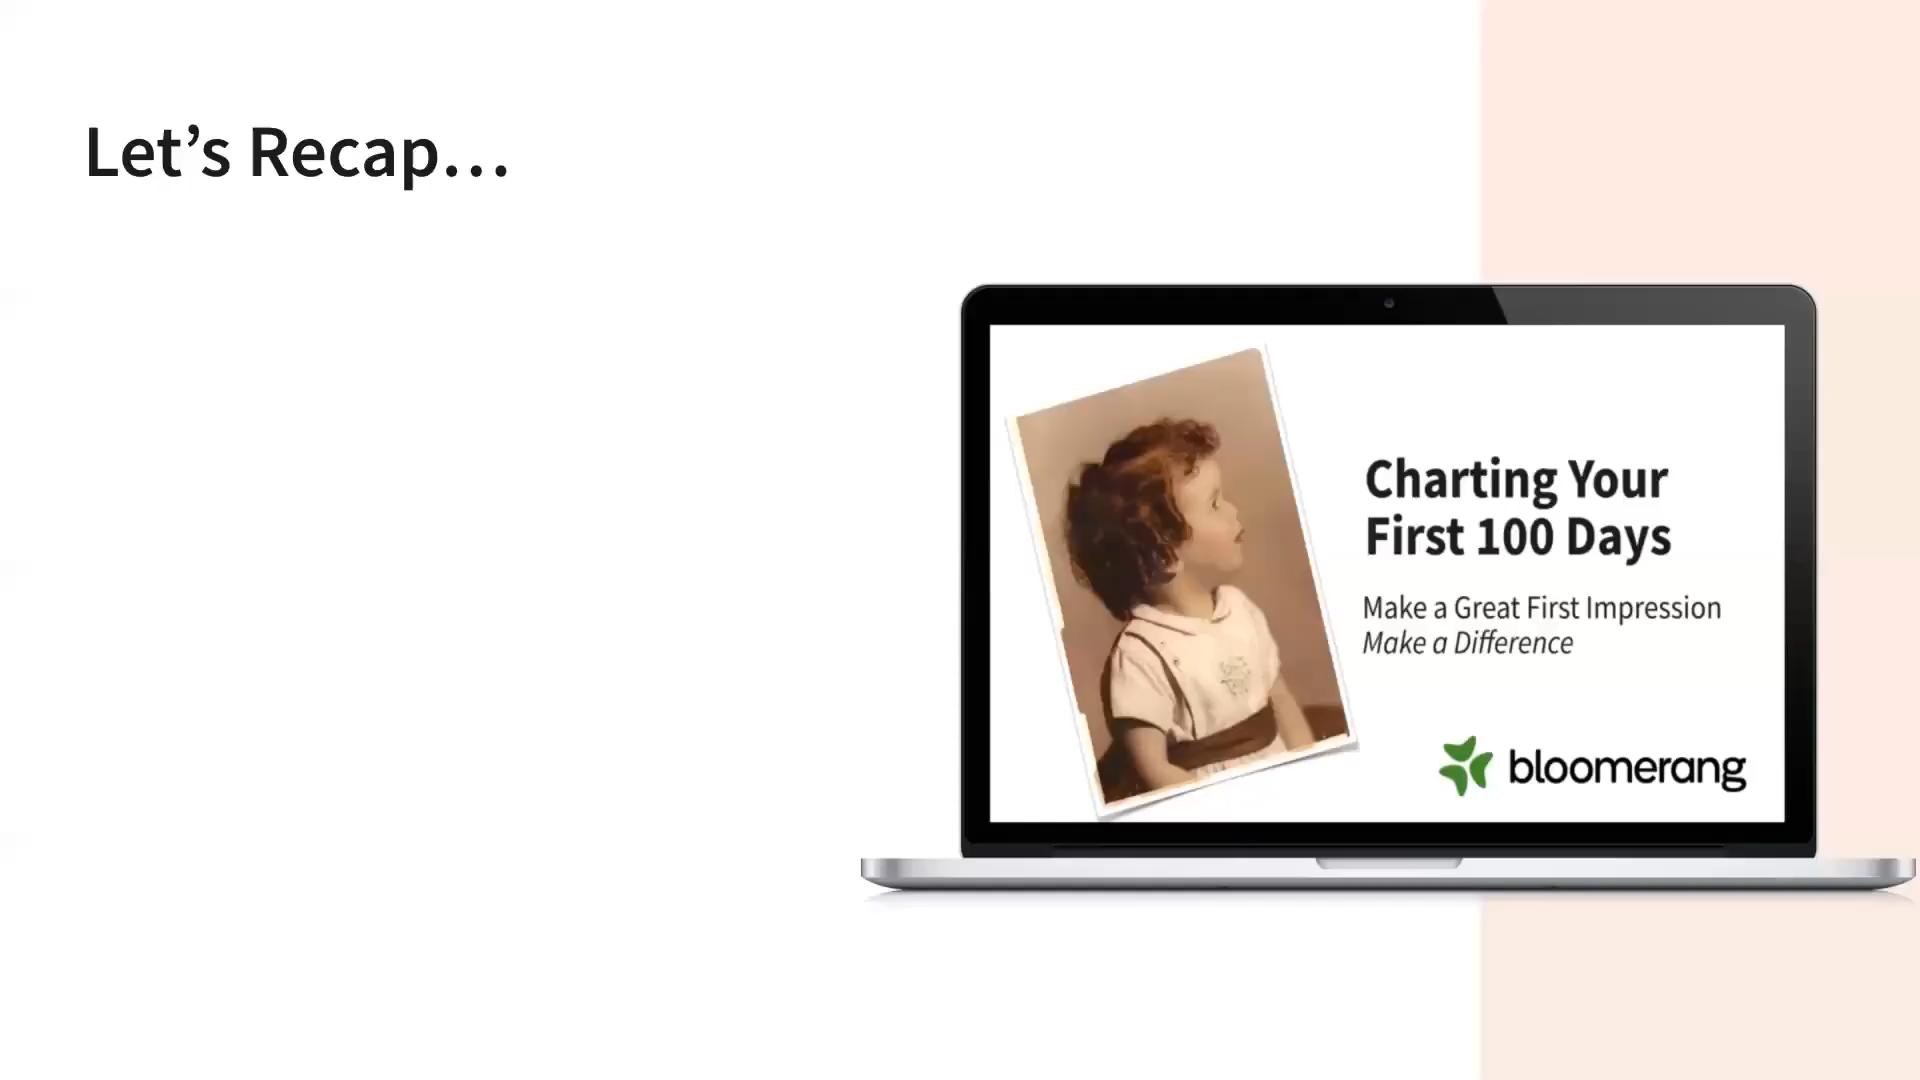 Let’s Recap…
Charting Your
First 100 Days
Make a Great First Impression
Make a Difference
bloomerang